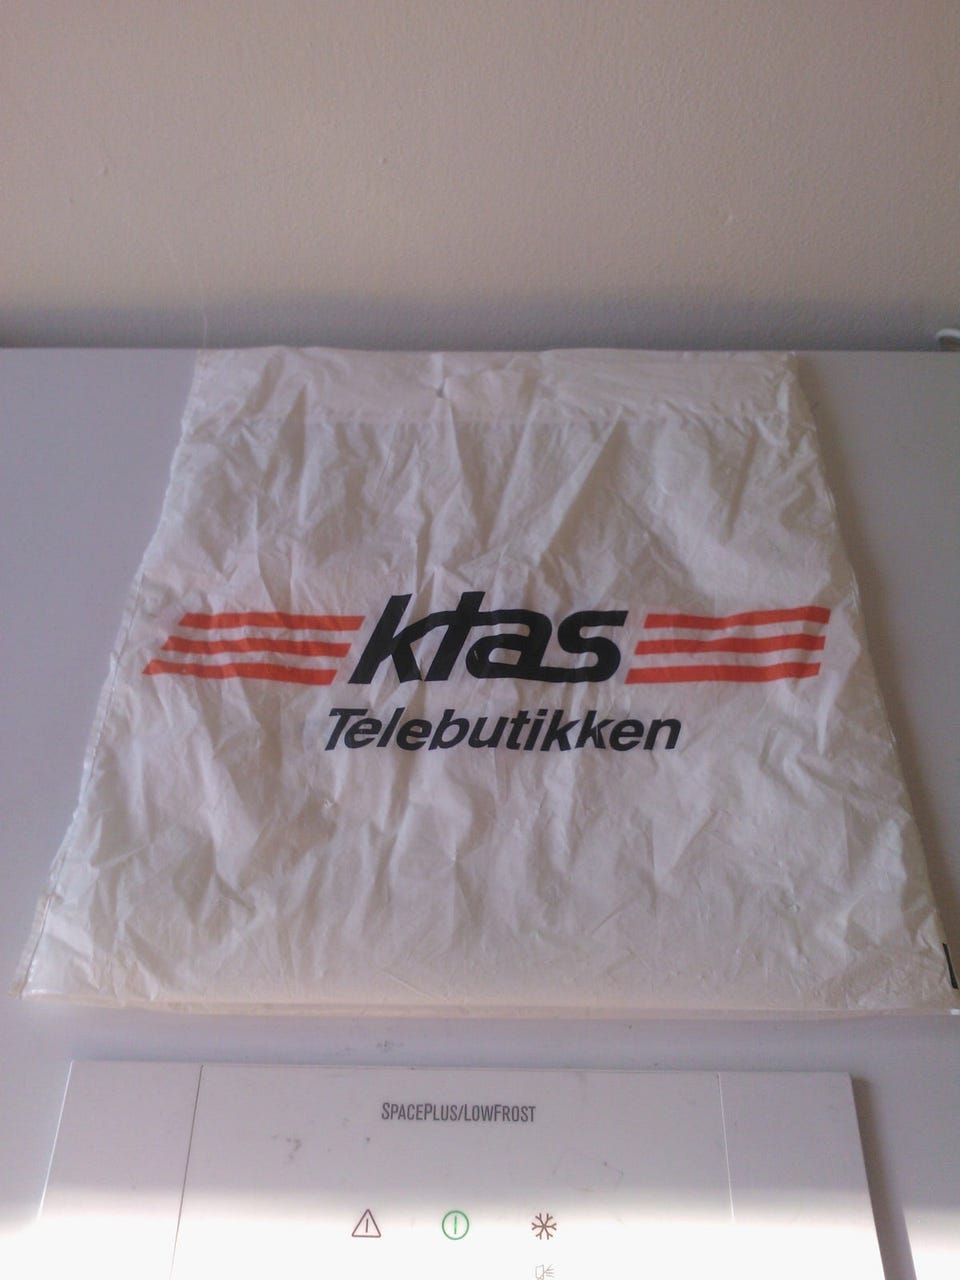 ktas
Telebutikken
SPACEPLUS/LOWFROST